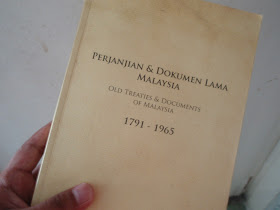 PERJANJIAN & DOKUMEN LAMA
MALAYSIA
OLD TREATIES & DOCUMENTS
OF MALAYSIA
1791 - 1965